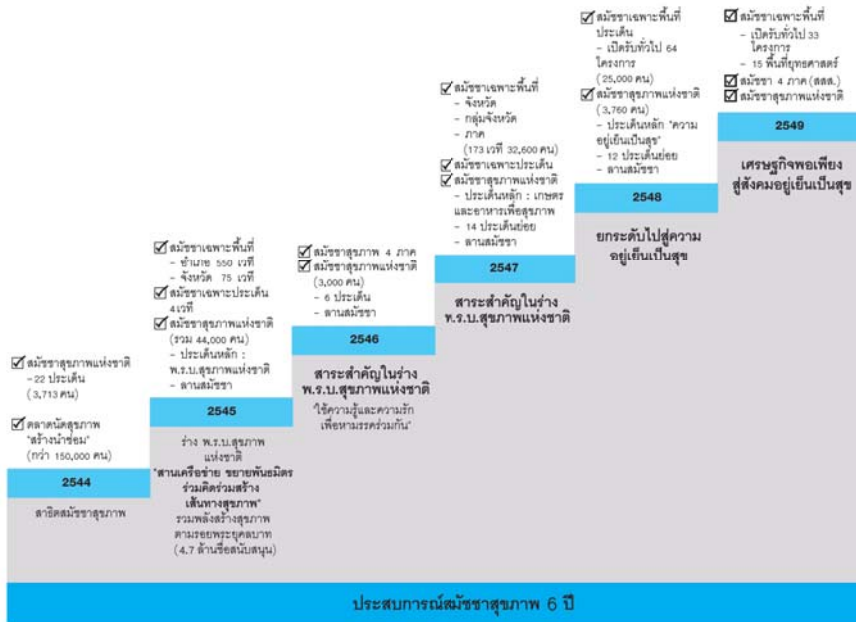 ☑ สมัชชาสุขภาพแห่งชาติ
-22 ประเด็น
(3,713 คน)
☑ ตลาดนัดสุขภาพ
"สร้างนำซ่อม"
(กว่า 150,000 คน)
2544
สาธิตสมัชชาสุขภาพ
☑ สมัชชาเฉพาะพื้นที่
- อำเภอ 550 เวที
- จังหวัด 75 เวที
☑ สมัชชาเฉพาะประเด็น
4เวที
☑ สมัชชาสุขภาพแห่งชาติ
(รวม 44,000 คน)
- ประเด็นหลัก :
พ.ร.บ.สุขภาพแห่งชาติ
- ลานสมัชชา
2545
ร่าง พ.ร.บ.สุขภาพ
แห่งชาติ
"สานเครือข่าย ขยายพันธมิตร
ร่วมคิดร่วมสร้าง
เส้นทางสุขภาพ"
รวมพลังสร้างสุขภาพ
ตามรอยพระยุคลบาท
(4.7 ล้านชื่อสนับสนุน)
☑ สมัชชาสุขภาพ 4 ภาค
☑ สมัชชาสุขภาพแห่งชาติ
(3,000 คน)
- 6 ประเด็น
- ลานสมัชชา
2546
สาระสำคัญในร่าง
พ.ร.บ.สุขภาพแห่งชาติ
"ใช้ความรู้และความรัก
เพื่อหามรรคร่วมกัน"
☑ สมัชชาเฉพาะพื้นที่
- จังหวัด
- กลุ่มจังหวัด
- ภาค
(173 เวที 32,600 คน)
☑ สมัชชาเฉพาะประเด็น
☑ สมัชชาสุขภาพแห่งชาติ
- ประเด็นหลัก : เกษตร
และอาหารเพื่อสุขภาพ
- 14 ประเด็นย่อย
- ลานสมัชชา
2547
สาระสำคัญในร่าง
ท.ร.บ.สุขภาพแห่งชาติ
☑ สมัชชาเฉพาะพื้นที่
ประเด็น
- เปิดรับทั่วไป 64
โครงการ
(25,000 คน)
☑ สมัชชาสุขภาพแห่งชาติ
(3,760 คน)
- ประเด็นหลัก "ความ
อยู่เย็นเป็นสุข"
- 12 ประเด็นย่อย
- ลานสมัชชา
2548
ยกระดับไปสู่ความ
อยู่เย็นเป็นสุข
☑ สมัชชาเฉพาะพื้นที่
- เปิดรับทั่วไป 33
โครงการ
- 15 พื้นที่ยุทธศาสตร์
☑ สมัชชา 4 ภาค (สสส.)
☑ สมัชชาสุขภาพแห่งชาติ
2549
เศรษฐกิจพอเพียง
สู่สังคมอยู่เย็นเป็นสุข
ประสบการณ์สมัชชาสุขภาพ 6 ปี